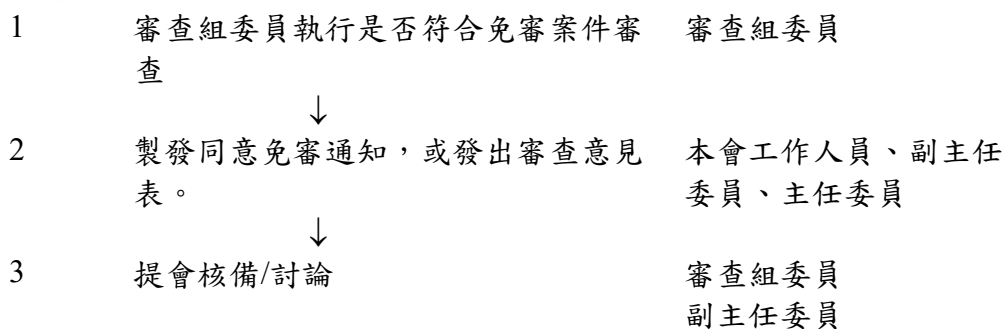 1 審查組委員執行是否符合免審案件審 審查組委員
查
↓
2 製發同意免審通知，或發出審查意見 本會工作人員、副主任
表。 委員、主任委員
↓
3 提會核備/討論 審查組委員
副主任委員